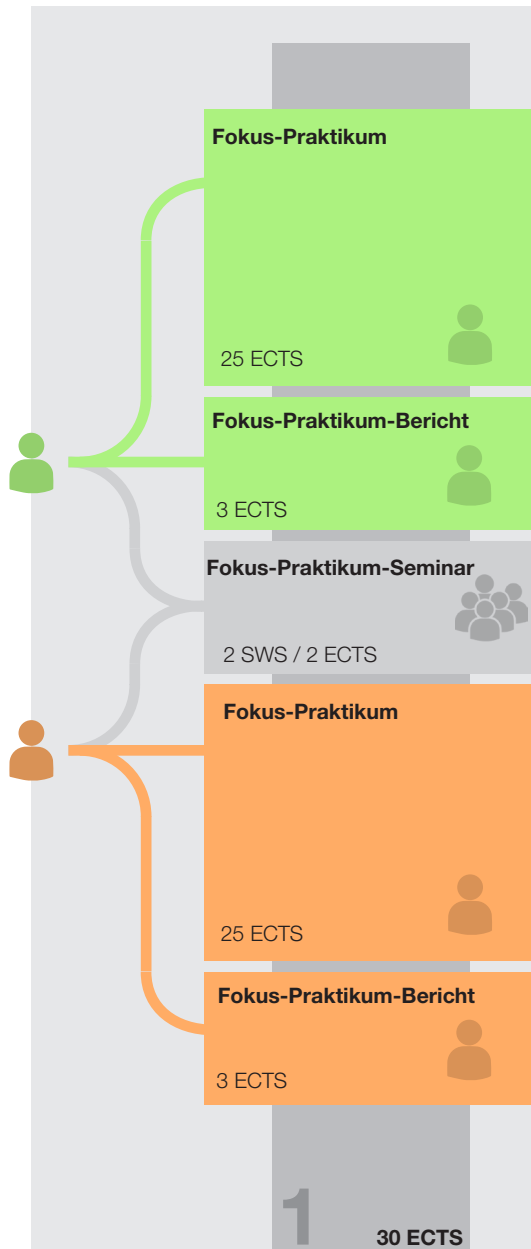 Fokus-Praktikum
25 ECTS
Fokus-Praktikum-Bericht
3 ECTS
Fokus-Praktikum-Seminar
2 SWS / 2 ECTS
Fokus-Praktikum
25 ECTS
Fokus-Praktikum-Bericht
3 ECTS
1
30 ECTS